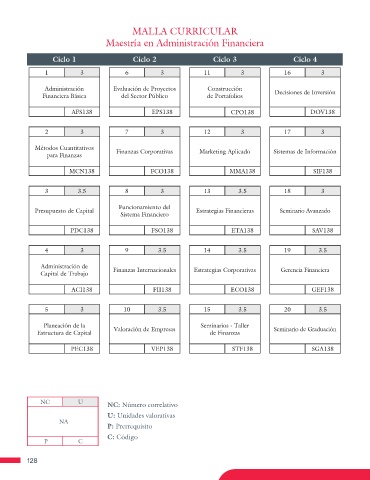 MALLA CURRICULAR
Maestría en Administración Financiera
Ciclo 1 Ciclo 2 Ciclo 3 Ciclo 4
1 3 6 3 11 3 16 3
Administración
Financiera Básica
Evaluación de Proyectos
del Sector Público
Construcción
de Portafolios
Decisiones de Inversión
AFS138 EPS138 CPO138 DOV138
2 3 7 3 12 3 17 3
Métodos Cuantitativos
para Finanzas
Finanzas Corporativas
Marketing Aplicado
Sistemas de Información
MCN138 FCO138 MMA138 SIF138
3 3.5 8 3 13 3.5 18 3
Presupuesto de Capital
Funcionamiento del
Sistema Financiero
Estrategias Financieras
Seminario Avanzado
PDC138 FSO138 ETA138 SAV138
4 3 9 3.5 14 3.5 19 3.5
Administración de
Capital de Trabajo
Finanzas Internacionales
Estrategias Corporativas
Gerencia Financiera
ACI138 FII138 ECO138 GEF138
5 3 10 3.5 15 3.5 20 3.5
Planeación de la
Estructura de Capital
Valoración de Empresas
Seminarios - Taller
de Finanzas
Seminario de Graduación
PEC138 VEP138 STF138 SGA138
NC U
NA
P C
NC: Número correlativo
U: Unidades valorativas
P: Prerrequisito
C: Código
128